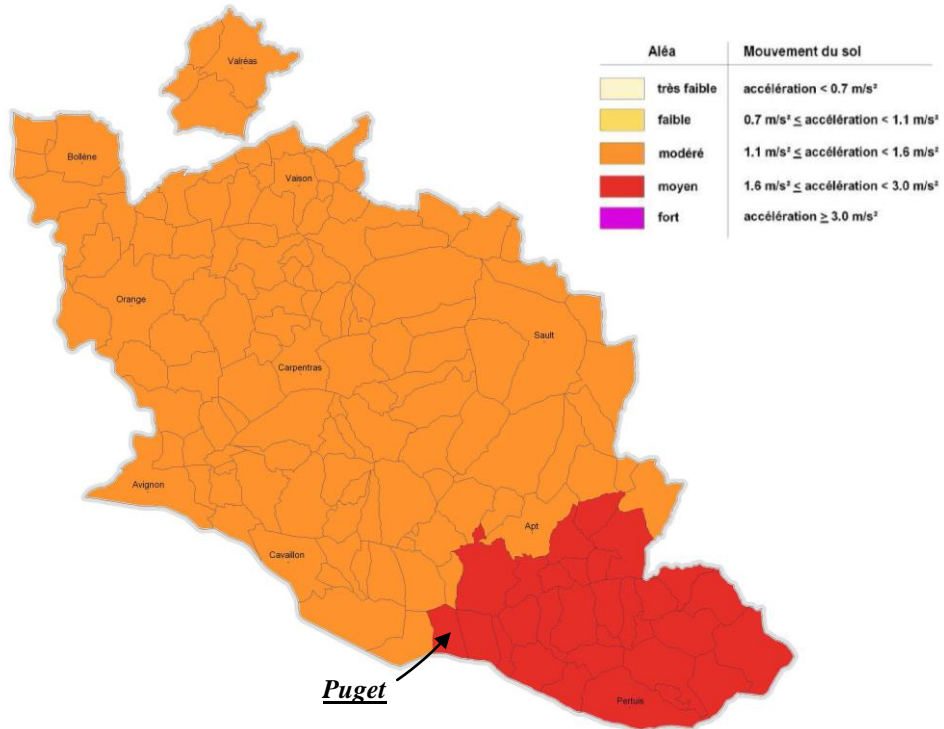 Aléa Mouvement du sol
très faible accélération < 0.7 m/s²
faible 0.7 m/s² ≤ accélération < 1.1 m/s²
modéré 1.1 m/s² ≤ accélération < 1.6 m/s²
moyen 1.6 m/s² ≤ accélération < 3.0 m/s²
fort accélération ≥ 3.0 m/s²
Valréas
Bollène
Vaison
Orange
Sault
Carpentras
Avignon
Apt
Cavaillon
Puget
Pertuis